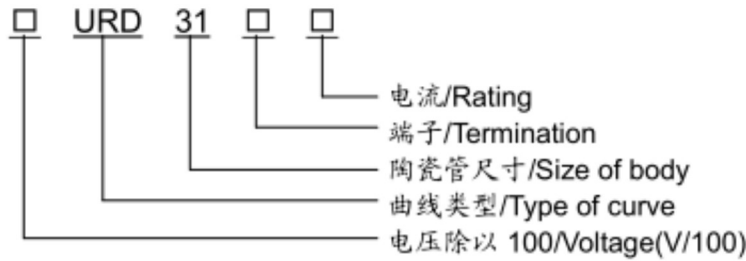 □ URD 31 □ □
电流/Rating
端子/Termination
陶瓷管尺寸/Size of body
曲线类型/Type of curve
电压除以 100/Voltage(V/100)